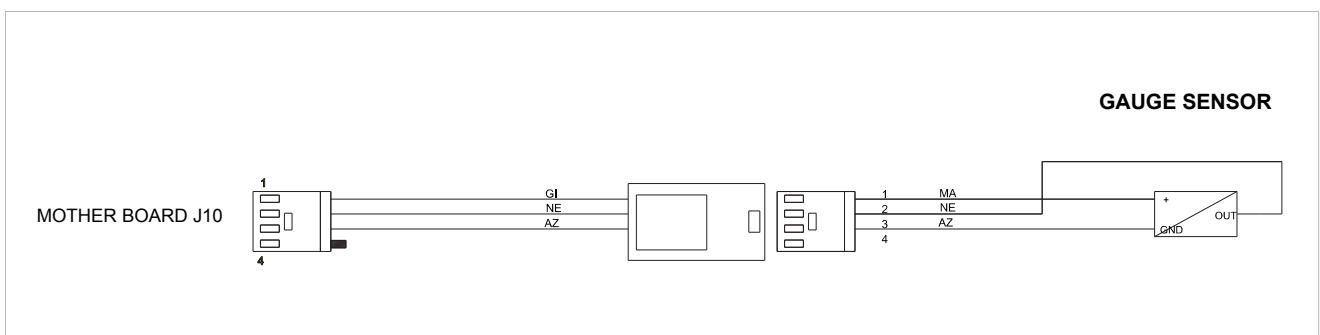 GAUGE SENSOR
1
GI
1 MA
MOTHER BOARD J10
NE
2 NE
+
OUT
AZ
3 AZ
GND
4
4